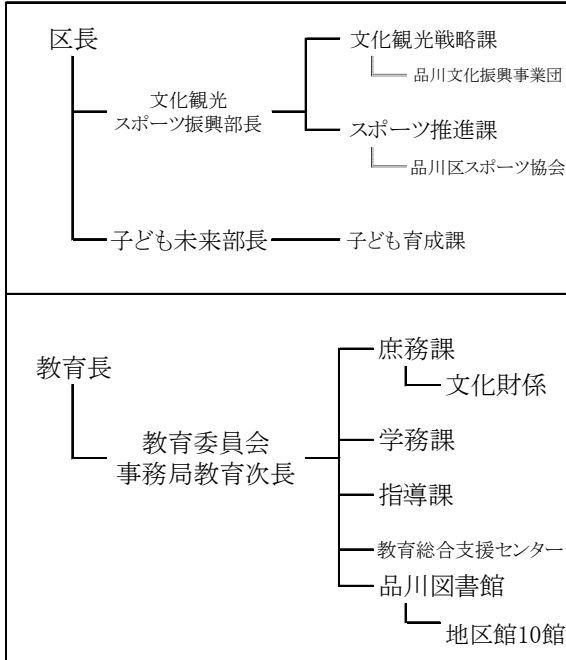 区長
文化観光
スポーツ振興部長
文化観光戦略課
品川文化振興事業団
スポーツ推進課
品川区スポーツ協会
子ども未来部長
子ども育成課
教育長
教育委員会
事務局教育次長
庶務課
文化財係
学務課
指導課
教育総合支援センター
品川図書館
地区館10館